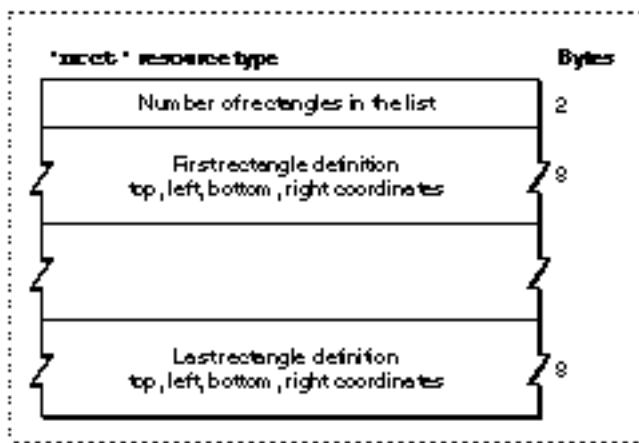 'nrct' resource type
Bytes
Number of rectangles in the list
2
First rectangle definition
top, left, bottom, right coordinates
8
Last rectangle definition
top, left, bottom, right coordinates
8